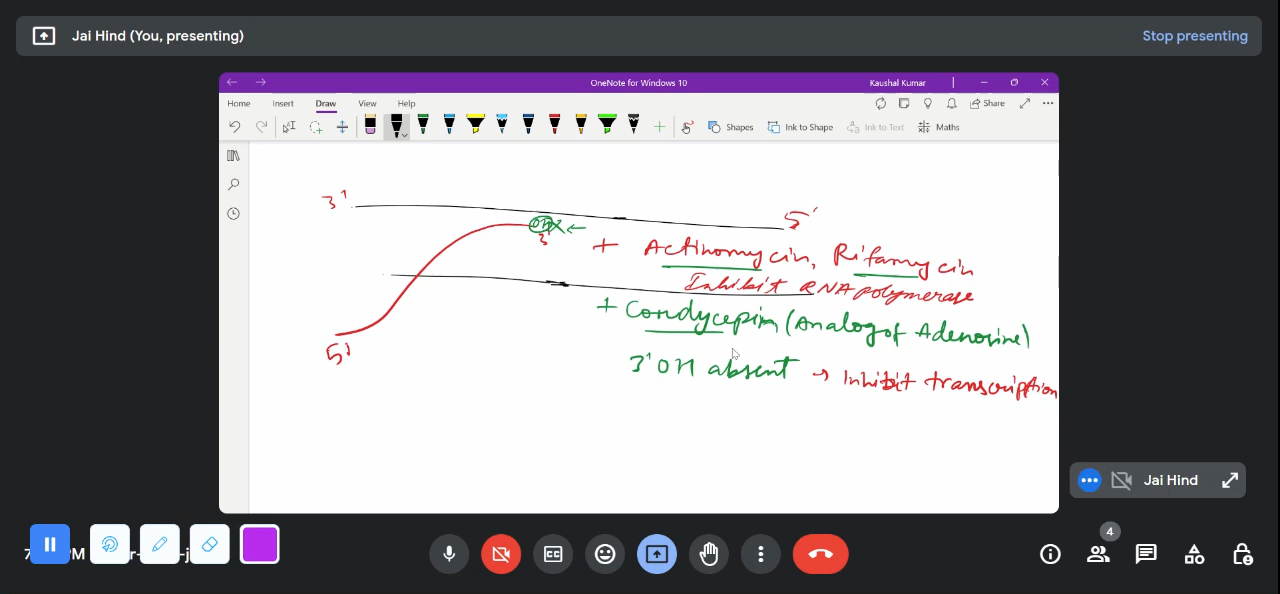 Jai Hind (You, presenting)
Stop presenting
OneNote for Windows 10
Kaushal Kumar
Home Insert Draw View Help
Share
Shapes Ink to Shape Ink to Text Maths
3'
5'
OH
3'
+ Actinomycin, Rifamycin
Inhibit RNA polymerase
+ Condycepin (Analog of Adenosine)
5'
3' OH absent → Inhibit transcription
Jai Hind
4